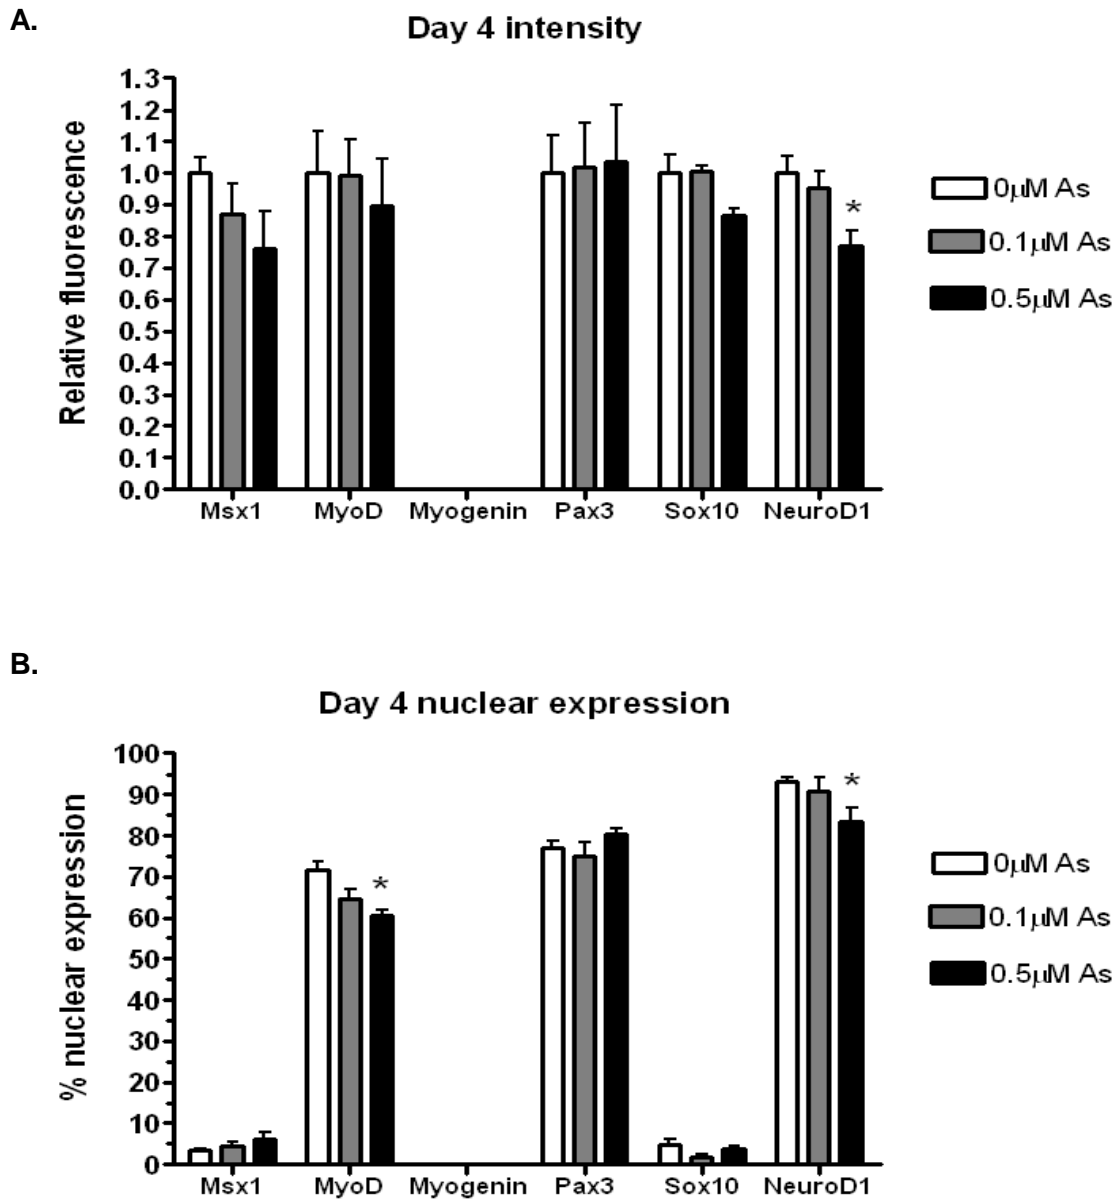 A.
Day 4 intensity
Relative fluorescence
1.3
1.2
1.1
1.0
0.9
0.8
0.7
0.6
0.5
0.4
0.3
0.2
0.1
0.0
*
Msx1 MyoD Myogenin Pax3 Sox10 NeuroD1
0μM As
0.1μM As
0.5μM As
B.
Day 4 nuclear expression
% nuclear expression
100
90
80
70
60
50
40
30
20
10
0
*
*
Msx1 MyoD Myogenin Pax3 Sox10 NeuroD1
0μM As
0.1μM As
0.5μM As